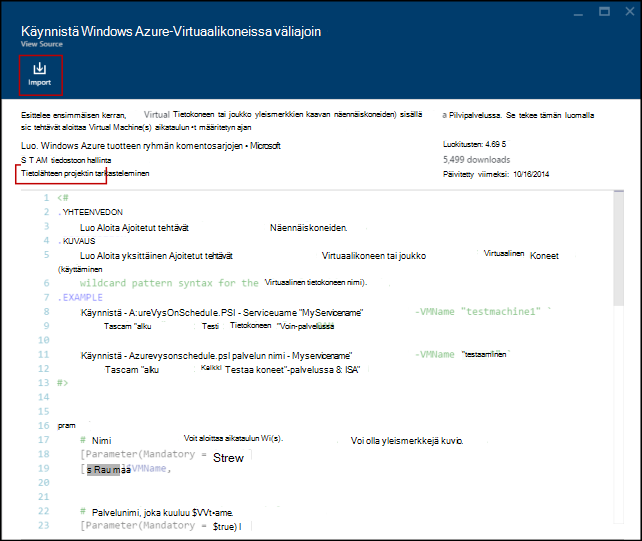 Käynnistä Windows Azure-Virtuaalikoneissa väliajoin
View Source
Import
Esittelee ensimmäisen kerran, Virtual Tietokoneen tai joukko yleismerkkien kaavan näennäiskoneiden) sisällä a Pilvipalvelussa. Se tekee tämän luomalla
sic tehtävät aloittaa Virtual Machine(s) aikataulun •t määritetyn ajan
Luo. Windows Azure tuotteen ryhmän komentosarjojen • Microsoft Luokitusten: 4.69 5
S T AM tiedostoon hallinta 5,499 downloads
Tietolähteen projektin tarkasteleminen Päivitetty viimeksi: 10/16/2014
1 <#
2 .YHTEENVEDON
3 Luo Aloita Ajoitetut tehtävät Näennäiskoneiden.
4 .KUVAUS
5 Luo Aloita yksittäinen Ajoitetut tehtävät Virtuaalikoneen tai joukko Virtuaalinen Koneet
(käyttäminen
6 wildcard pattern syntax for the Virtuaalinen tietokoneen nimi).
7 .EXAMPLE
8 Käynnistä - A:ureVysOnSchedule.PSI - Serviceuame "MyServicename" -VMName "testmachine1" `
9 Tascam "alku Testi Tietokoneen "Voin-palvelussä
10
11 Käynnistä - Azurevysonschedule.psl palvelun nimi - Myservicename" -VMName "testaaminen `
12 Tascam "alku Kaikki Testaa koneet"-palvelussa & ISA"
13 #>
14
15
16 pram
17 # Nimi Voit aloittaa aikataulun Wi(s). Voi olla yleismerkkejä kuvio.
18 [Parameter(Mandatory = Strew
19 [ s Rau maa VMName,
20
21
22 # Palvelunimi, joka kuuluu $VVt•ame.
23 [Parameter(Mandatory = $true) l